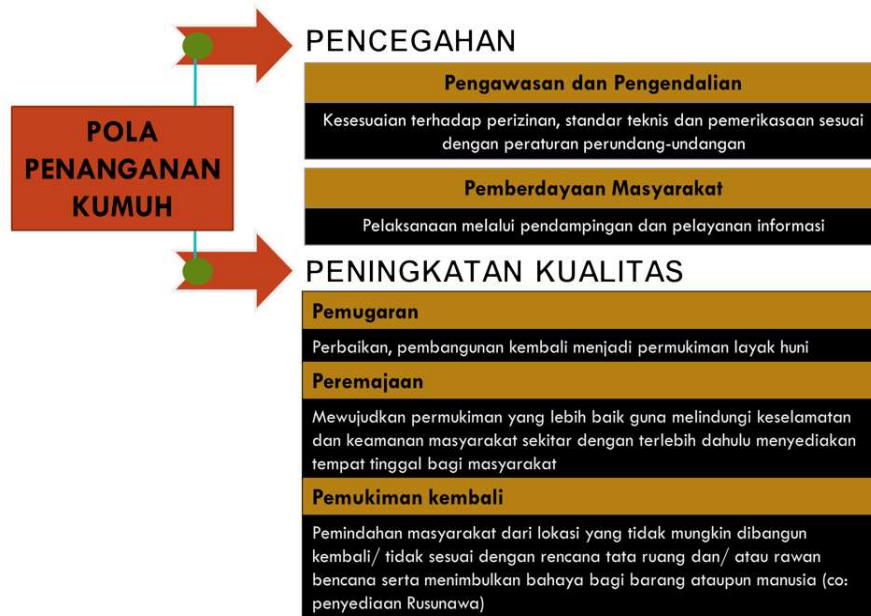 POLA
PENANGANAN
KUMUH
PENCEGAHAN
Pengawasan dan Pengendalian
Kesesuaian terhadap perizinan, standar teknis dan pemerikasaan sesuai
dengan peraturan perundang-undangan
Pemberdayaan Masyarakat
Pelaksanaan melalui pendampingan dan pelayanan informasi
PENINGKATAN KUALITAS
Pemugaran
Perbaikan, pembangunan kembali menjadi permukiman layak huni
Peremajaan
Mewujudkan permukiman yang lebih baik guna melindungi keselamatan
dan keamanan masyarakat sekitar dengan terlebih dahulu menyediakan
tempat tinggal bagi masyarakat
Pemukiman kembali
Pemindahan masyarakat dari lokasi yang tidak mungkin dibangun
kembali/ tidak sesuai dengan rencana tata ruang dan/ atau rawan
bencana serta menimbulkan bahaya bagi barang ataupun manusia (co:
penyediaan Rusunawa)